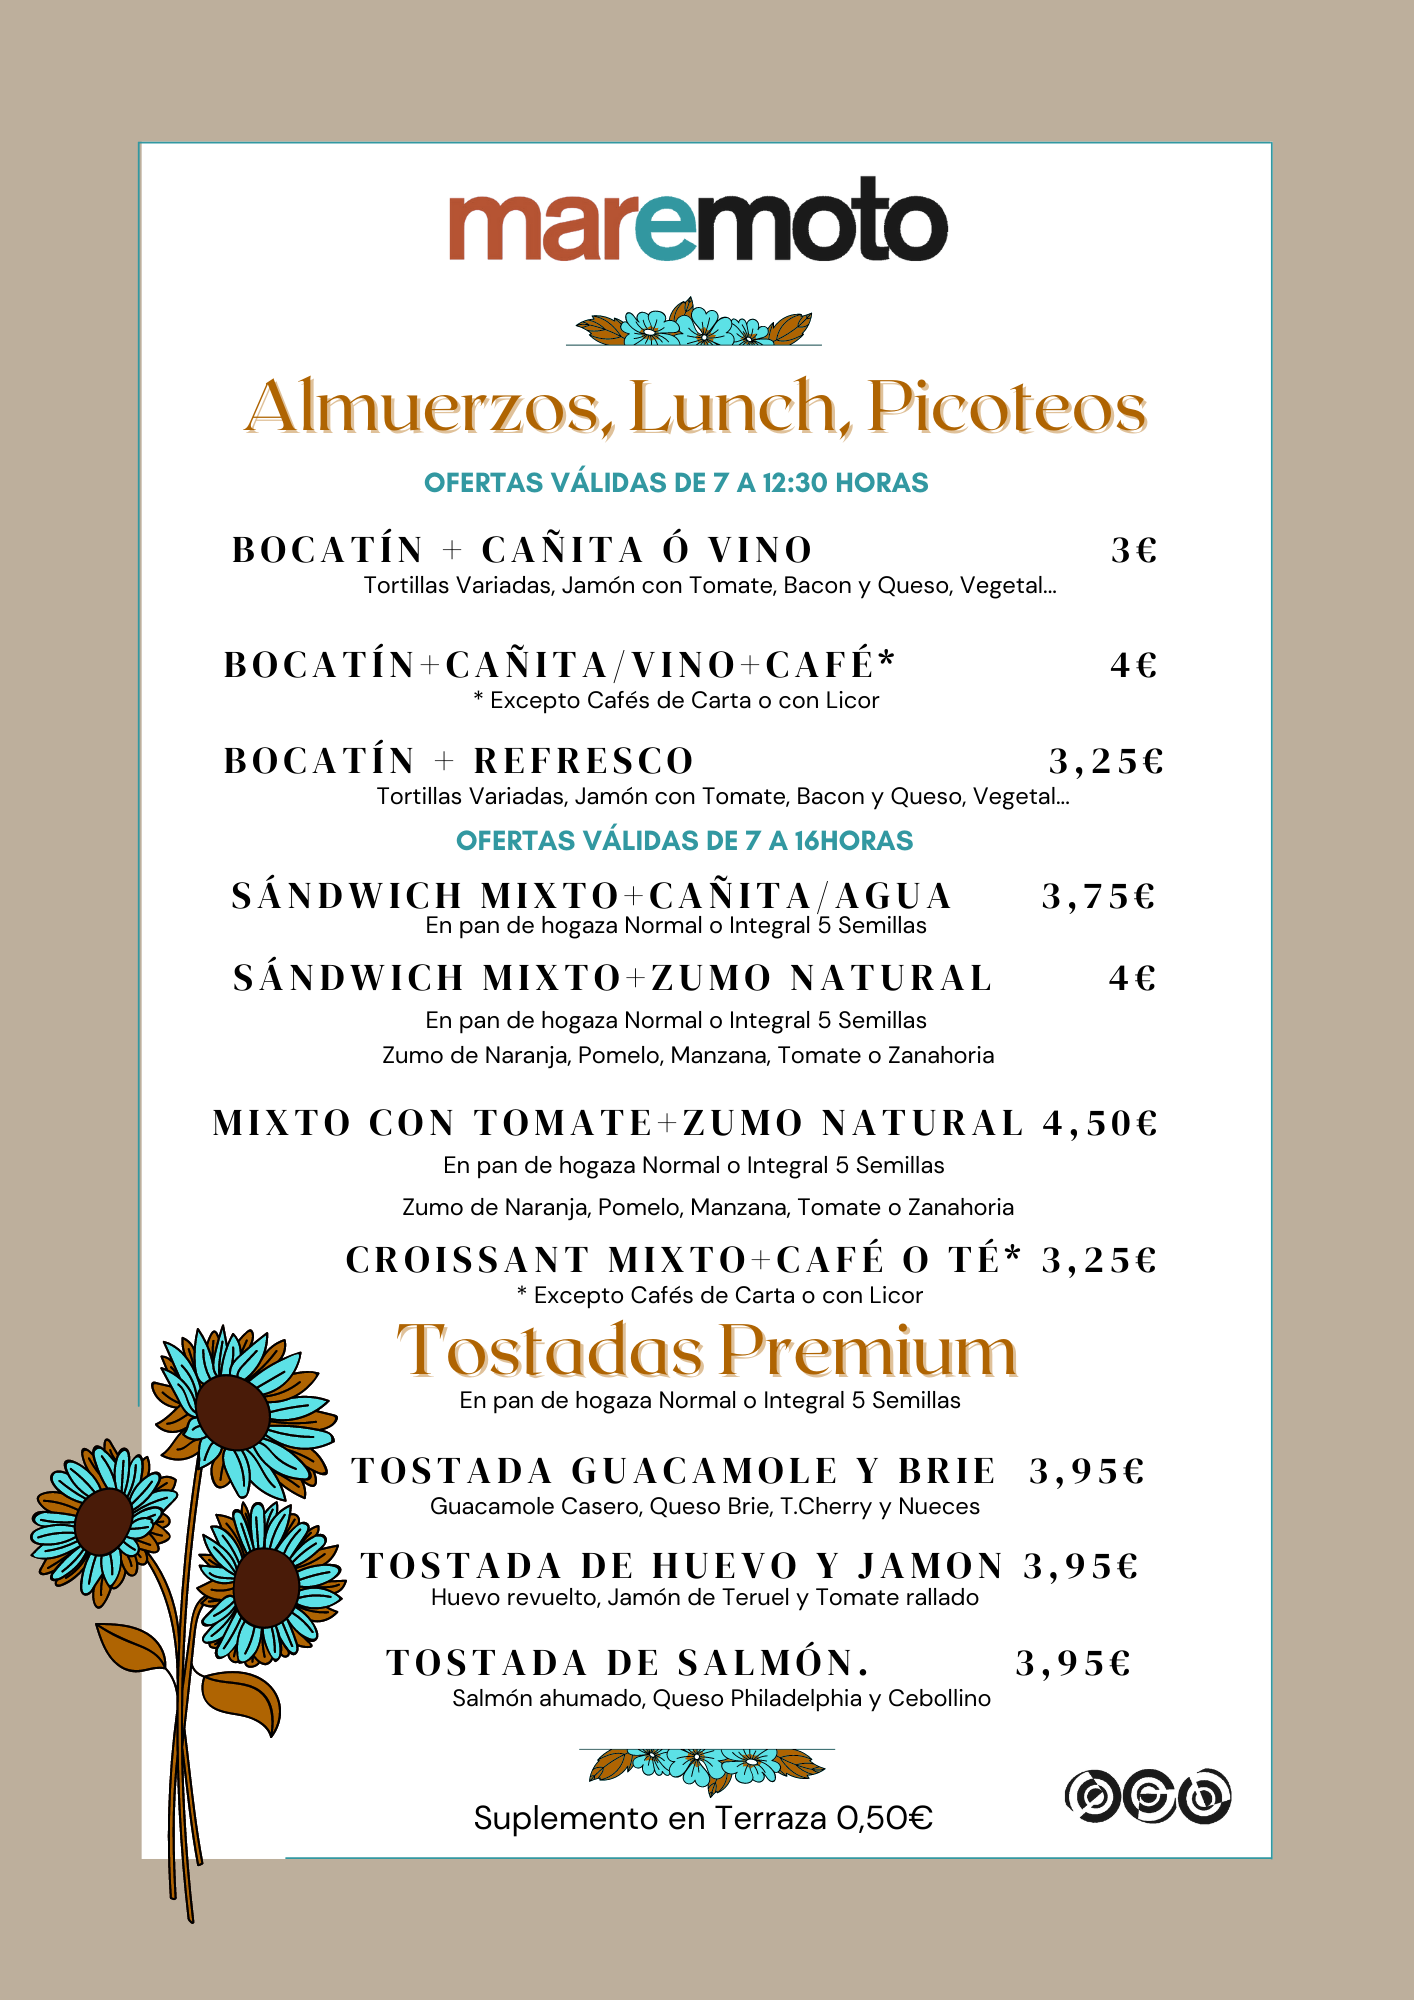 maremoto
Almuerzos, Lunch, Picoteos
OFERTAS VÁLIDAS DE 7 A 12:30 HORAS
BOCATÍN + CAÑITA Ó VINO 3€
Tortillas Variadas, Jamón con Tomate, Bacon y Queso, Vegetal...
BOCATÍN+CAÑITA/VINO+CAFÉ* 4€
* Excepto Cafés de Carta o con Licor
BOCATÍN + REFRESCO 3,25€
Tortillas Variadas, Jamón con Tomate, Bacon y Queso, Vegetal...
OFERTAS VÁLIDAS DE 7 A 16HORAS
SÁNDWICH MIXTO+CAÑITA/AGUA 3,75€
En pan de hogaza Normal o Integral 5 Semillas
SÁNDWICH MIXTO+ZUMO NATURAL 4€
En pan de hogaza Normal o Integral 5 Semillas
Zumo de Naranja, Pomelo, Manzana, Tomate o Zanahoria
MIXTO CON TOMATE+ZUMO NATURAL 4,50€
En pan de hogaza Normal o Integral 5 Semillas
Zumo de Naranja, Pomelo, Manzana, Tomate o Zanahoria
CROISSANT MIXTO+CAFÉ O TÉ* 3,25€
* Excepto Cafés de Carta o con Licor
Tostadas Premium
En pan de hogaza Normal o Integral 5 Semillas
TOSTADA GUACAMOLE Y BRIE 3,95€
Guacamole Casero, Queso Brie, T.Cherry y Nueces
TOSTADA DE HUEVO Y JAMON 3,95€
Huevo revuelto, Jamón de Teruel y Tomate rallado
TOSTADA DE SALMÓN. 3,95€
Salmón ahumado, Queso Philadelphia y Cebollino
Suplemento en Terraza 0,50€